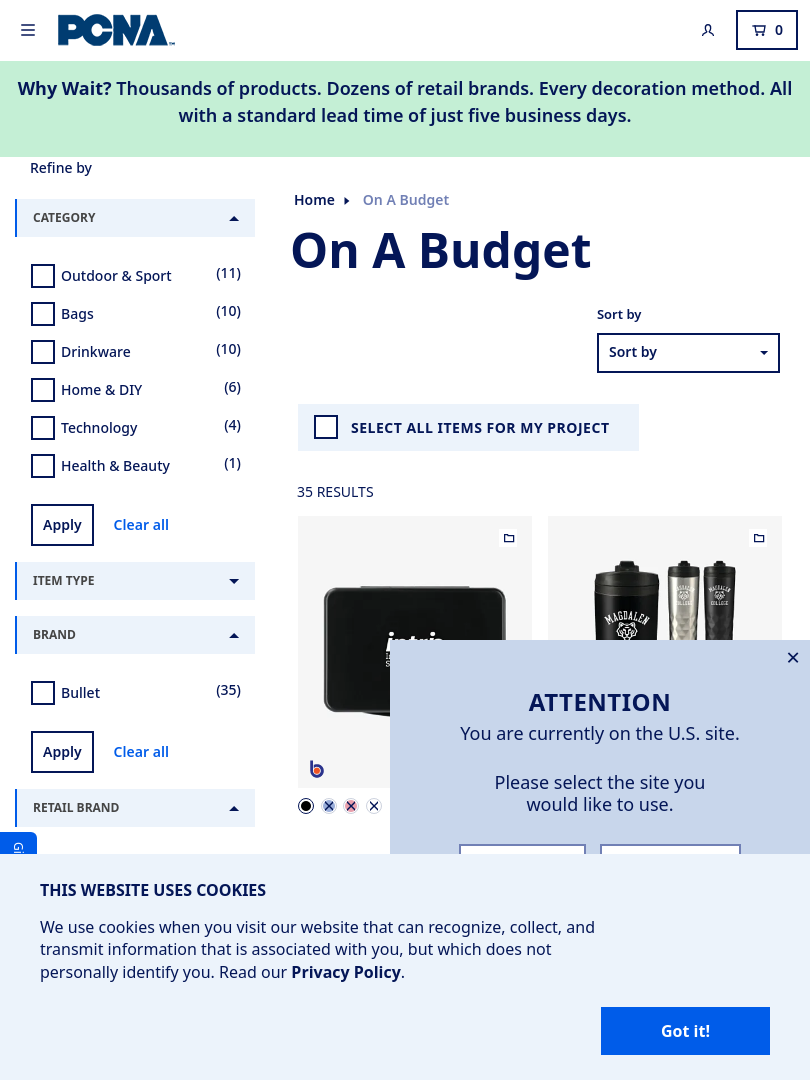 PCNA
0
Why Wait? Thousands of products. Dozens of retail brands. Every decoration method. All
with a standard lead time of just five business days.
Refine by
CATEGORY
Outdoor & Sport (11)
Bags (10)
Drinkware (10)
Home & DIY (6)
Technology (4)
Health & Beauty (1)
Apply Clear all
ITEM TYPE
BRAND
Bullet (35)
Apply Clear all
RETAIL BRAND
Home On A Budget
On A Budget
Sort by
Sort by
SELECT ALL ITEMS FOR MY PROJECT
35 RESULTS
MAGDALEN
MAGDALEN
COLLEGE
MAGDALEN
COLLEGE
ATTENTION
You are currently on the U.S. site.
Please select the site you
would like to use.
THIS WEBSITE USES COOKIES
We use cookies when you visit our website that can recognize, collect, and
transmit information that is associated with you, but which does not
personally identify you. Read our Privacy Policy.
Got it!